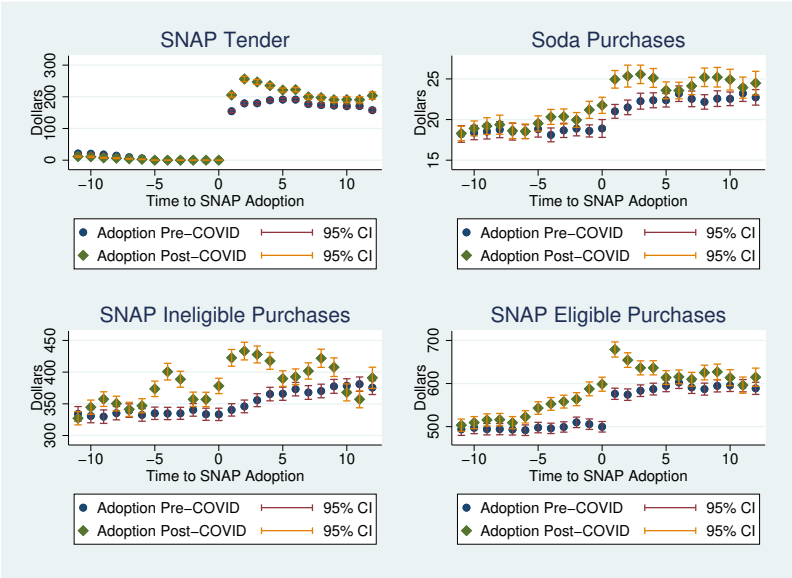 SNAP Tender
Dollars
0 100 200 300
−10 −5 0 5 10
Time to SNAP Adoption
Adoption Pre−COVID 95% CI
Adoption Post−COVID 95% CI
Soda Purchases
Dollars
15 20 25
−10 −5 0 5 10
Time to SNAP Adoption
Adoption Pre−COVID 95% CI
Adoption Post−COVID 95% CI
SNAP Ineligible Purchases
Dollars
300 350 400 450
−10 −5 0 5 10
Time to SNAP Adoption
Adoption Pre−COVID 95% CI
Adoption Post−COVID 95% CI
SNAP Eligible Purchases
Dollars
500 600 700
−10 −5 0 5 10
Time to SNAP Adoption
Adoption Pre−COVID 95% CI
Adoption Post−COVID 95% CI